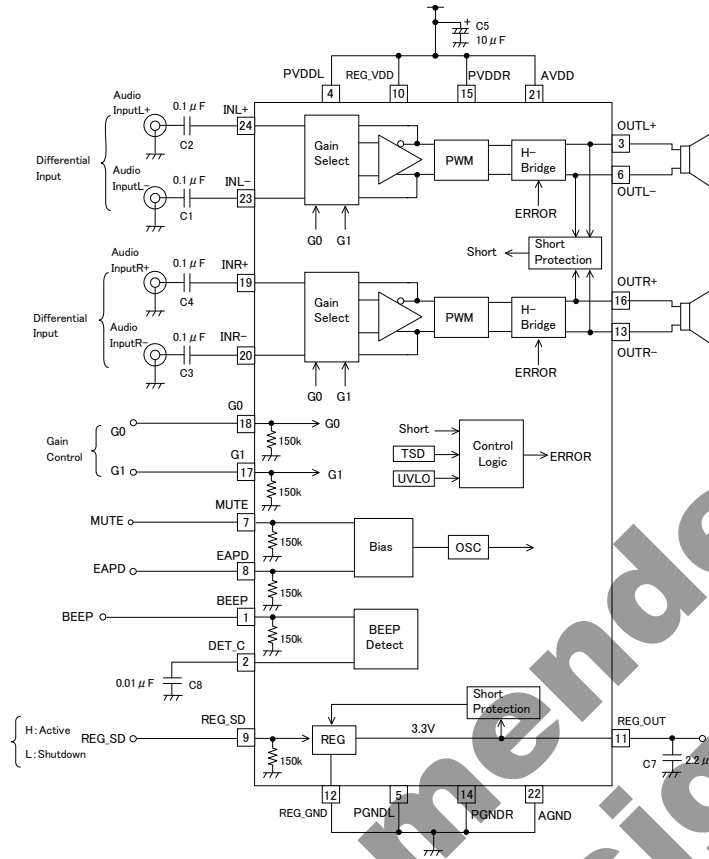 + C5
10μF
PVDDL REG_VDD PVDDR AVDD
4 10 15 21
Audio
InputL+
0.1μF
C2
INL+
24
Audio
InputL-
0.1μF
C1
INL-
23
Differential
Input
Gain
Select
G0 G1
PWM
H-
Bridge
ERROR
OUTL+
3
6
OUTL-
Short
Short
Protection
Audio
InputR+
0.1μF
C4
INR+
19
Audio
InputR-
0.1μF
C3
INR-
20
Differential
Input
Gain
Select
G0 G1
PWM
H-
Bridge
ERROR
OUTR+
16
13
OUTR-
Gain
Control
G0
G0
18
150k
G0
G1
G1
17
150k
G1
Short
TSD
UVLO
Control
Logic
ERROR
MUTE
MUTE
7
150k
EAPD
EAPD
8
150k
Bias
OSC
BEEP
BEEP
1
150k
DET_C
2
0.01μF
C8
BEEP
Detect
H:Active
L:Shutdown
REG_SD
REG_SD
9
150k
REG
3.3V
Short
Protection
REG_OUT
11
C7
2.2μ
12 5 14 22
REG_GND PGNDL PGNDR AGND